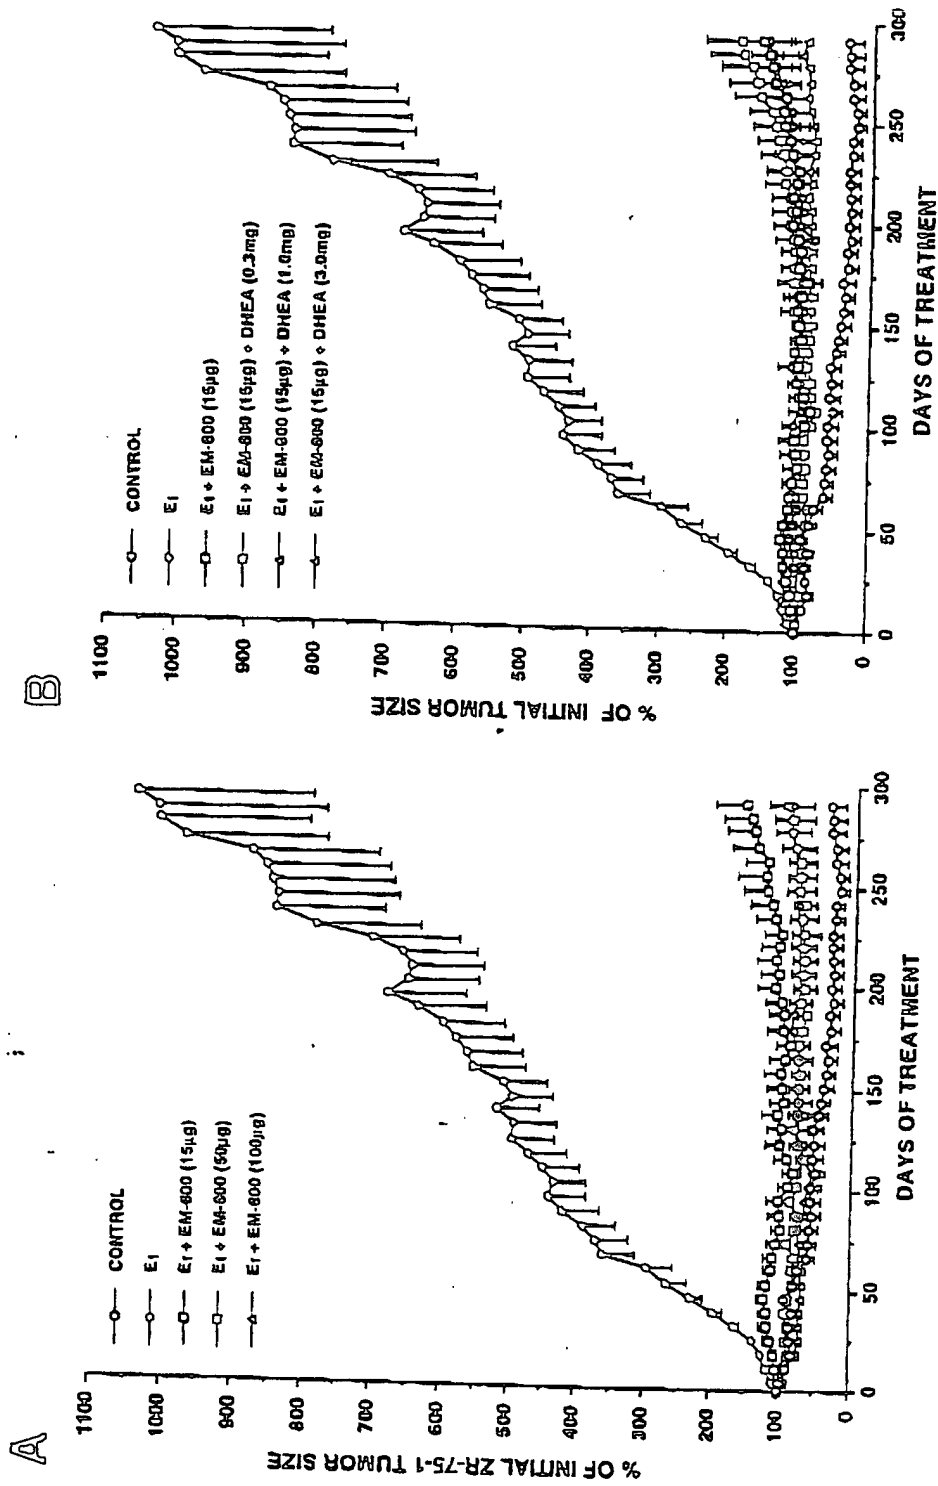 A
% OF INITIAL ZR-75-1 TUMOR SIZE
1100
1000
900
800
700
600
500
400
300
200
100
0
CONTROL
E1
E1 + EM-800 (15µg)
E1 + EM-800 (50µg)
E1 + EM-800 (100µg)
0
50
100
150
200
250
300
DAYS OF TREATMENT
B
% OF INITIAL TUMOR SIZE
1100
1000
900
800
700
600
500
400
300
200
100
0
CONTROL
E1
E1 + EM-800 (15µg)
E1 + EM-800 (15µg) + DHEA (0.3mg)
E1 + EM-800 (15µg) + DHEA (1.0mg)
E1 + EM-800 (15µg) + DHEA (3.0mg)
0
50
100
150
200
250
300
DAYS OF TREATMENT